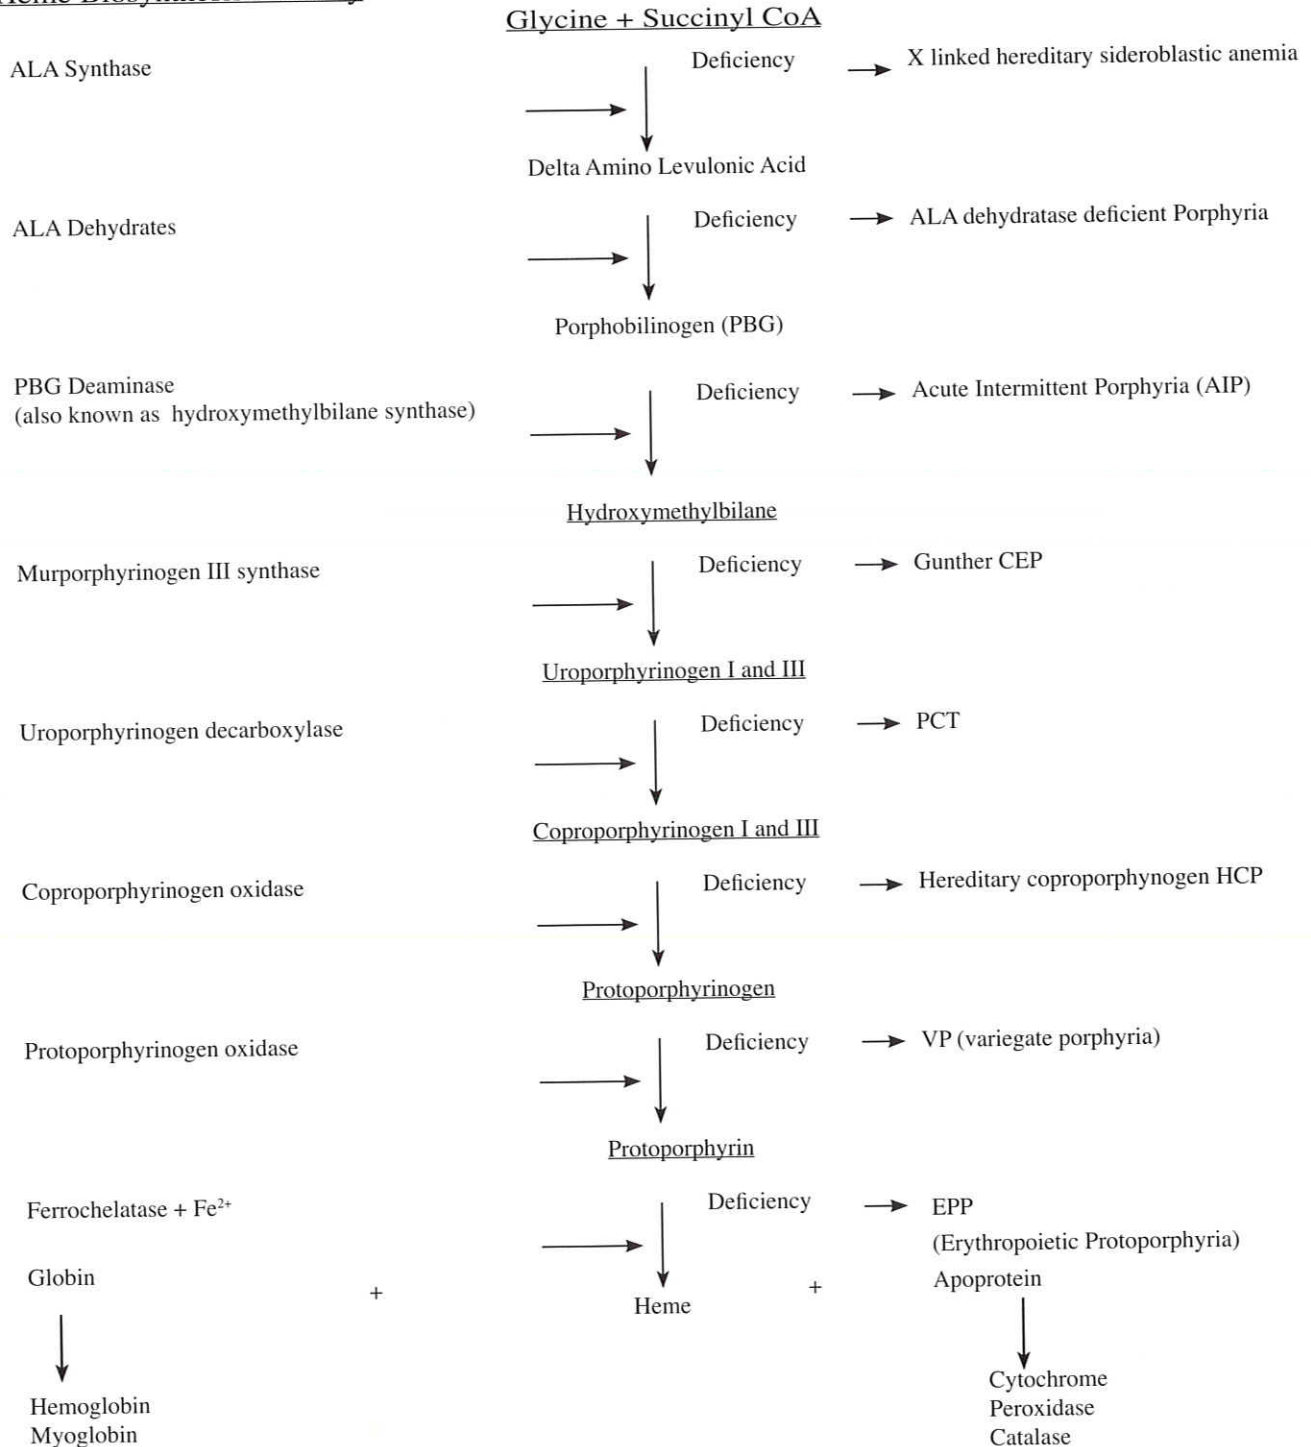 Glycine + Succinyl CoA
ALA Synthase
Deficiency
X linked hereditary sideroblastic anemia
Delta Amino Levulonic Acid
ALA Dehydrates
Deficiency
ALA dehydratase deficient Porphyria
Porphobilinogen (PBG)
PBG Deaminase
(also known as hydroxymethylbilane synthase)
Deficiency
Acute Intermittent Porphyria (AIP)
Hydroxymethylbilane
Murporphyrinogen III synthase
Deficiency
Gunther CEP
Uroporphyrinogen I and III
Uroporphyrinogen decarboxylase
Deficiency
PCT
Coproporphyrinogen I and III
Coproporphyrinogen oxidase
Deficiency
Hereditary coproporphynogen HCP
Protoporphyrinogen
Protoporphyrinogen oxidase
Deficiency
VP (variegate porphyria)
Protoporphyrin
Ferrochelatase + Fe²⁺
Deficiency
EPP
(Erythropoietic Protoporphyria)
Globin
+
Heme
+
Apoprotein
Hemoglobin
Myoglobin
Cytochrome
Peroxidase
Catalase